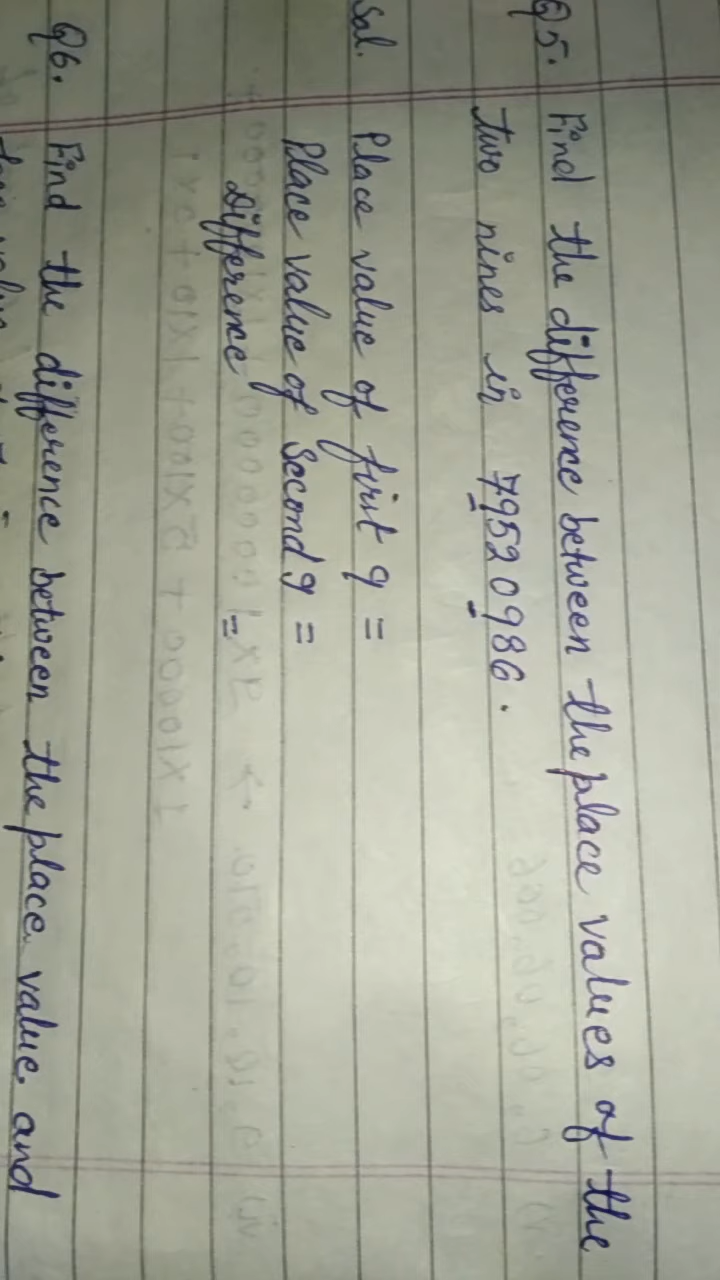 Q5. Find the difference between the place values of the
two nines in 79520986.
Sol. Place value of first 9 =
Place value of Second 9 =
Difference =
Q6. Find the difference between the place value and